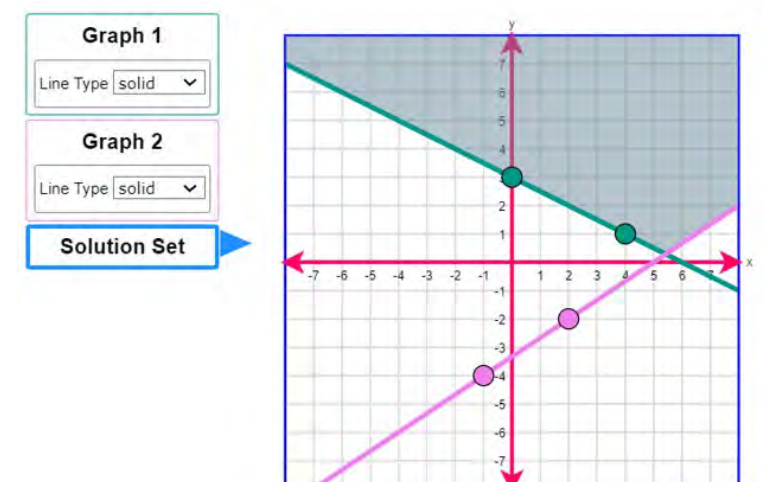 Graph 1
Line Type solid
Graph 2
Line Type solid
Solution Set
y
7
6
5
4
2
1
-7 -6 -5 -4 -3 -2 -1 1 2 3 4 5 6 7 x
-1
-2
-3
-4
-5
-6
-7